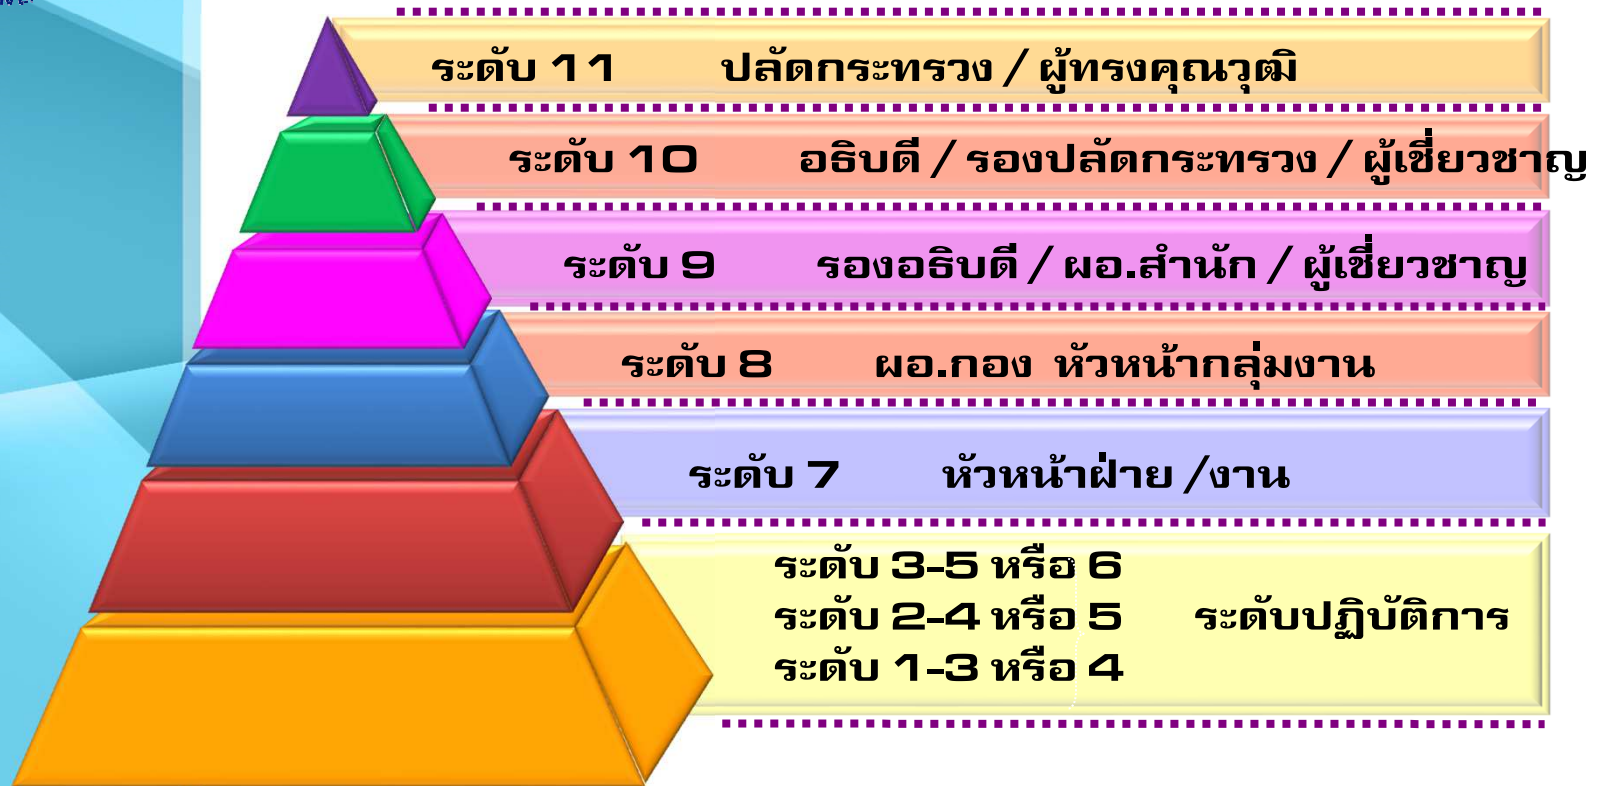 ระดับ 11 ปลัดกระทรวง / ผู้ทรงคุณวุฒิ
ระดับ 10 อธิบดี / รองปลัดกระทรวง / ผู้เชี่ยวชาญ
ระดับ 9 รองอธิบดี / ผอ.สำนัก / ผู้เชี่ยวชาญ
ระดับ 8 ผอ.กอง หัวหน้ากลุ่มงาน
ระดับ 7 หัวหน้าฝ่าย /งาน
ระดับ 3-5 หรือ 6
ระดับ 2-4 หรือ 5 ระดับปฏิบัติการ
ระดับ 1-3 หรือ 4